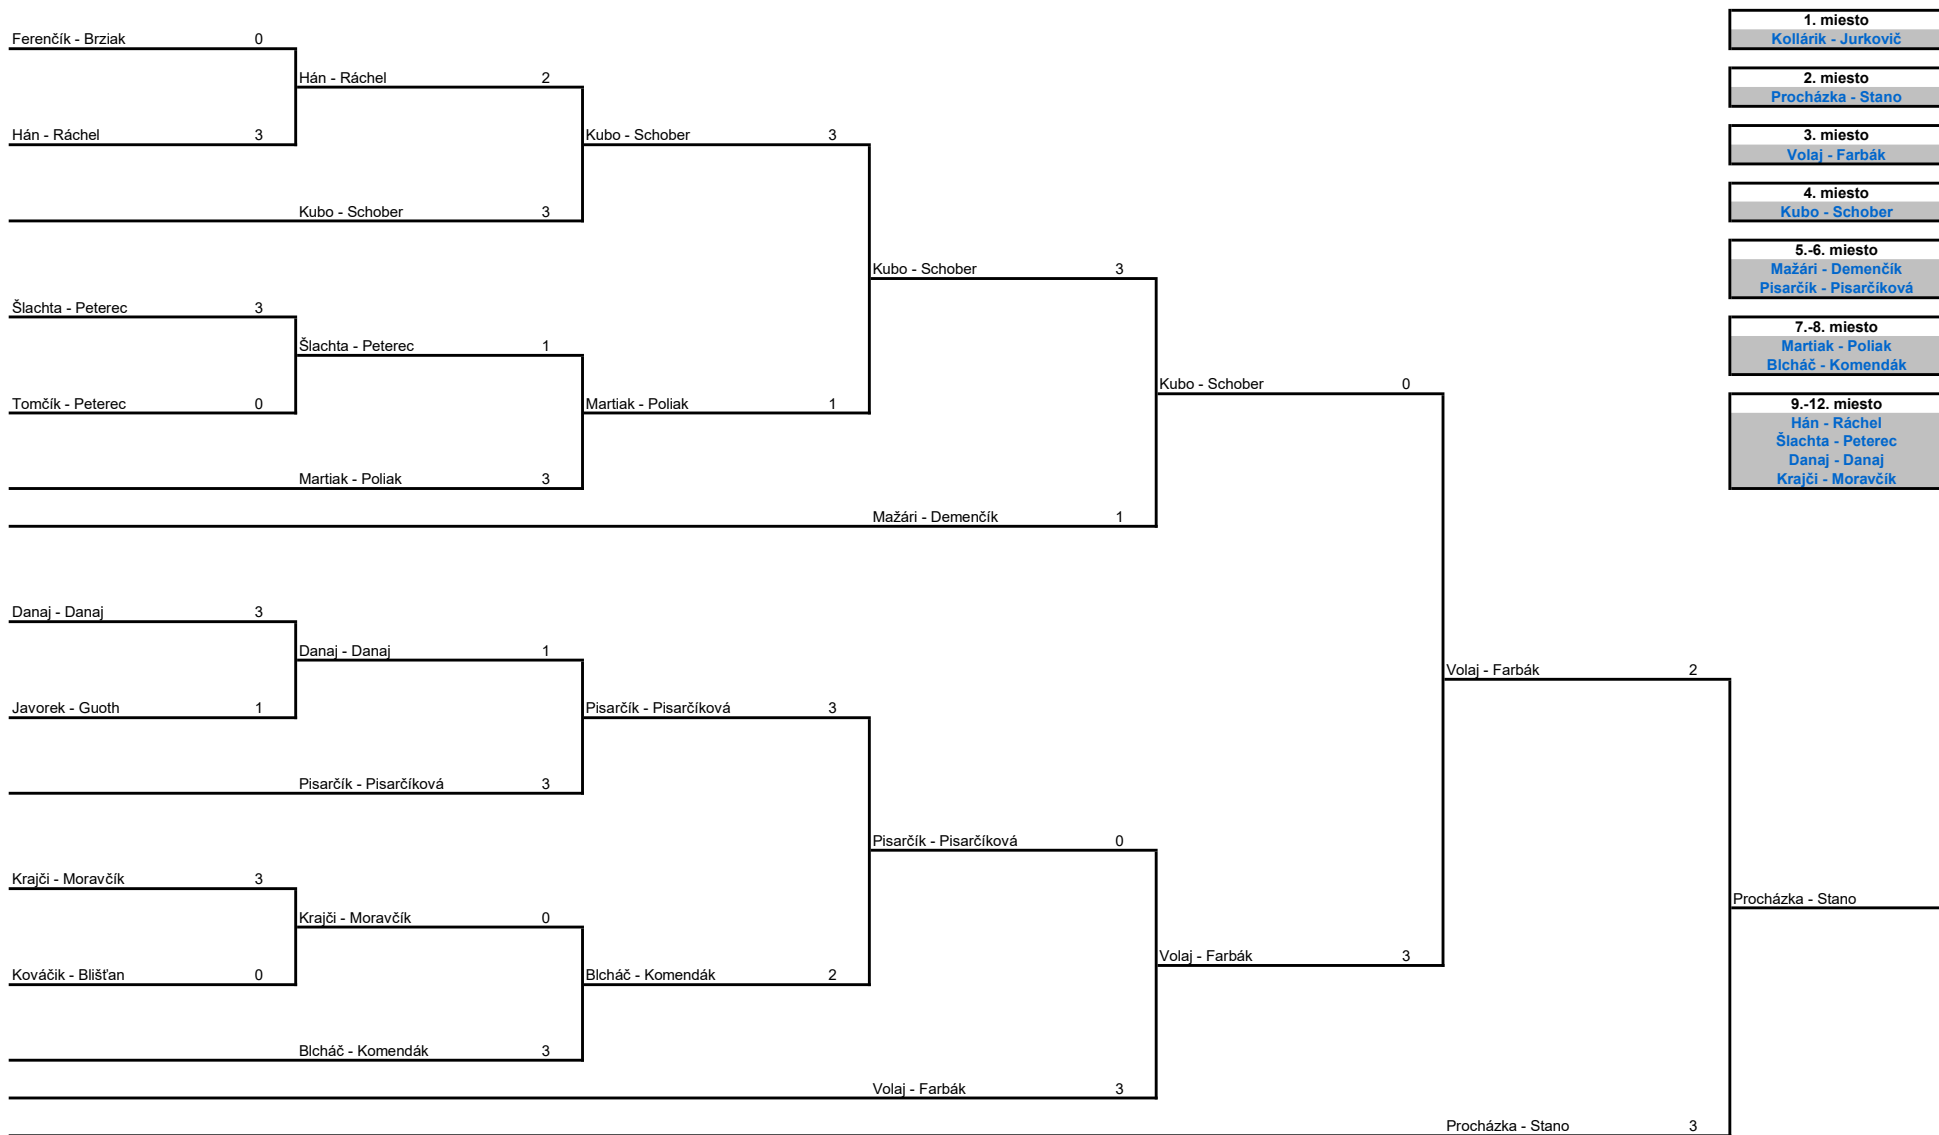 1. miesto
Ferenčík - Brziak 0
Kollárik - Jurkovič
Hán - Ráchel 2
2. miesto
Procházka - Stano
Hán - Ráchel 3
Kubo - Schober 3
3. miesto
Volaj - Farbák
4. miesto
Kubo - Schober 3
Kubo - Schober
5.-6. miesto
Kubo - Schober 3
Mažári - Demenčík
Pisarčík - Pisarčíková
Šlachta - Peterec 3
7.-8. miesto
Šlachta - Peterec 1
Martiak - Poliak
Blcháč - Komendák
Kubo - Schober 0
Tomčík - Peterec 0
Martiak - Poliak 1
9.-12. miesto
Hán - Ráchel
Šlachta - Peterec
Danaj - Danaj
Martiak - Poliak 3
Krajči - Moravčík
Mažári - Demenčík 1
Danaj - Danaj 3
Danaj - Danaj 1
Volaj - Farbák 2
Javorek - Guoth 1
Pisarčík - Pisarčíková 3
Pisarčík - Pisarčíková 3
Pisarčík - Pisarčíková 0
Krajči - Moravčík 3
Procházka - Stano
Krajči - Moravčík 0
Volaj - Farbák 3
Kováčik - Blišťan 0
Blcháč - Komendák 2
Blcháč - Komendák 3
Volaj - Farbák 3
Procházka - Stano 3